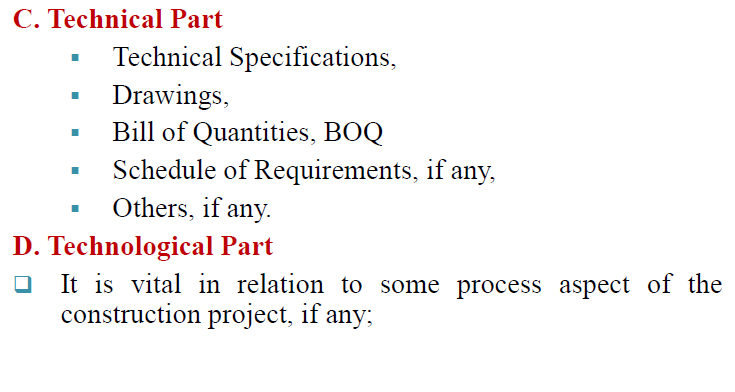 C. Technical Part
▪ Technical Specifications,
▪ Drawings,
▪ Bill of Quantities, BOQ
▪ Schedule of Requirements, if any,
▪ Others, if any.
D. Technological Part
❑ It is vital in relation to some process aspect of the
construction project, if any;